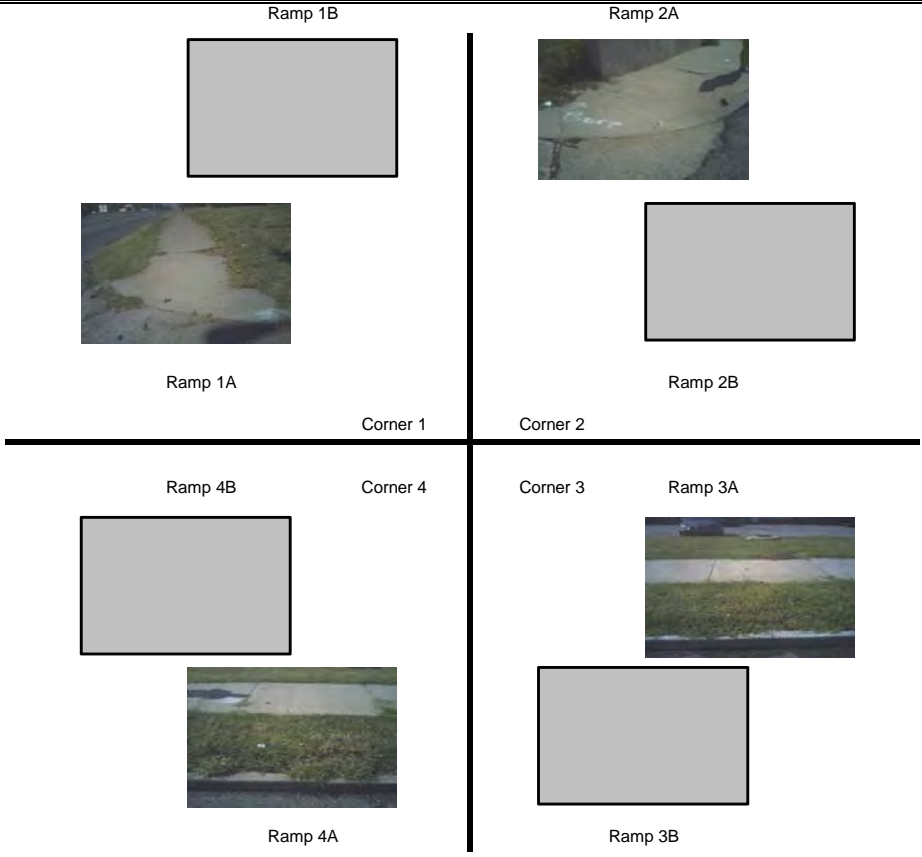 Ramp 1B
Ramp 2A
Ramp 1A
Ramp 2B
Corner 1
Corner 2
Ramp 4B
Corner 4
Corner 3
Ramp 3A
Ramp 4A
Ramp 3B